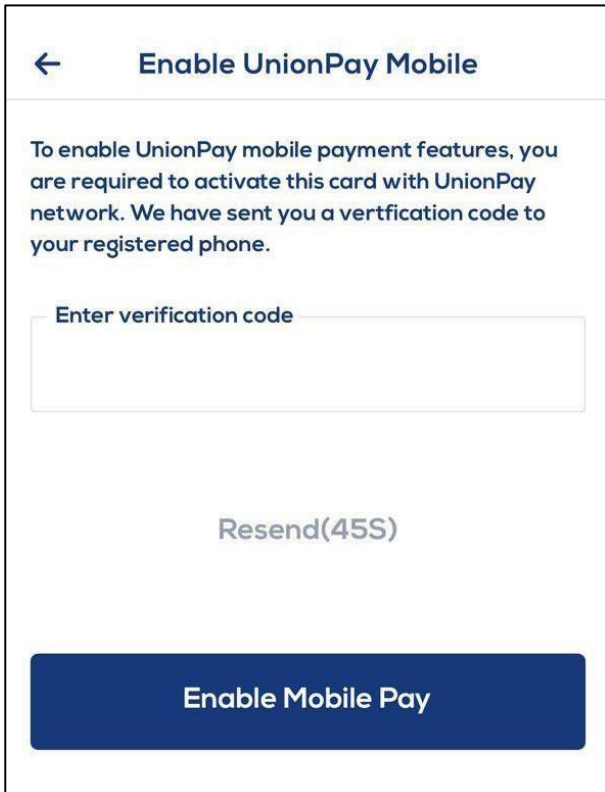 Enable UnionPay Mobile
To enable UnionPay mobile payment features, you
are required to activate this card with UnionPay
network. We have sent you a vertfication code to
your registered phone.
Enter verification code
Resend(45S)
Enable Mobile Pay